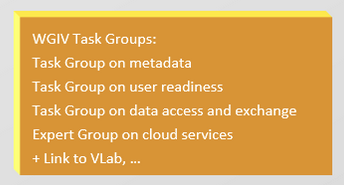 WGIV Task Groups:
Task Group on metadata
Task Group on user readiness
Task Group on data access and exchange
Expert Group on cloud services
+ Link to VLab, ...